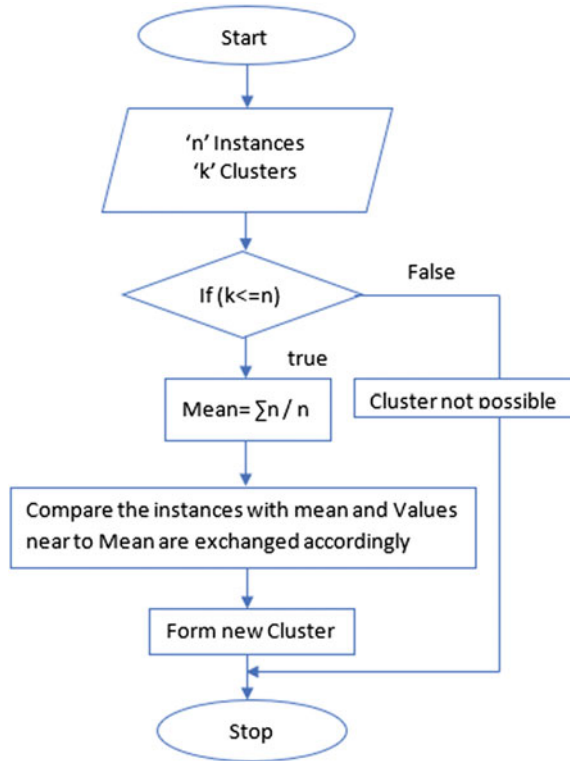 Start
‘n’ Instances
‘k’ Clusters
If (k<=n)
False
true
Mean= ∑n / n
Cluster not possible
Compare the instances with mean and Values
near to Mean are exchanged accordingly
Form new Cluster
Stop